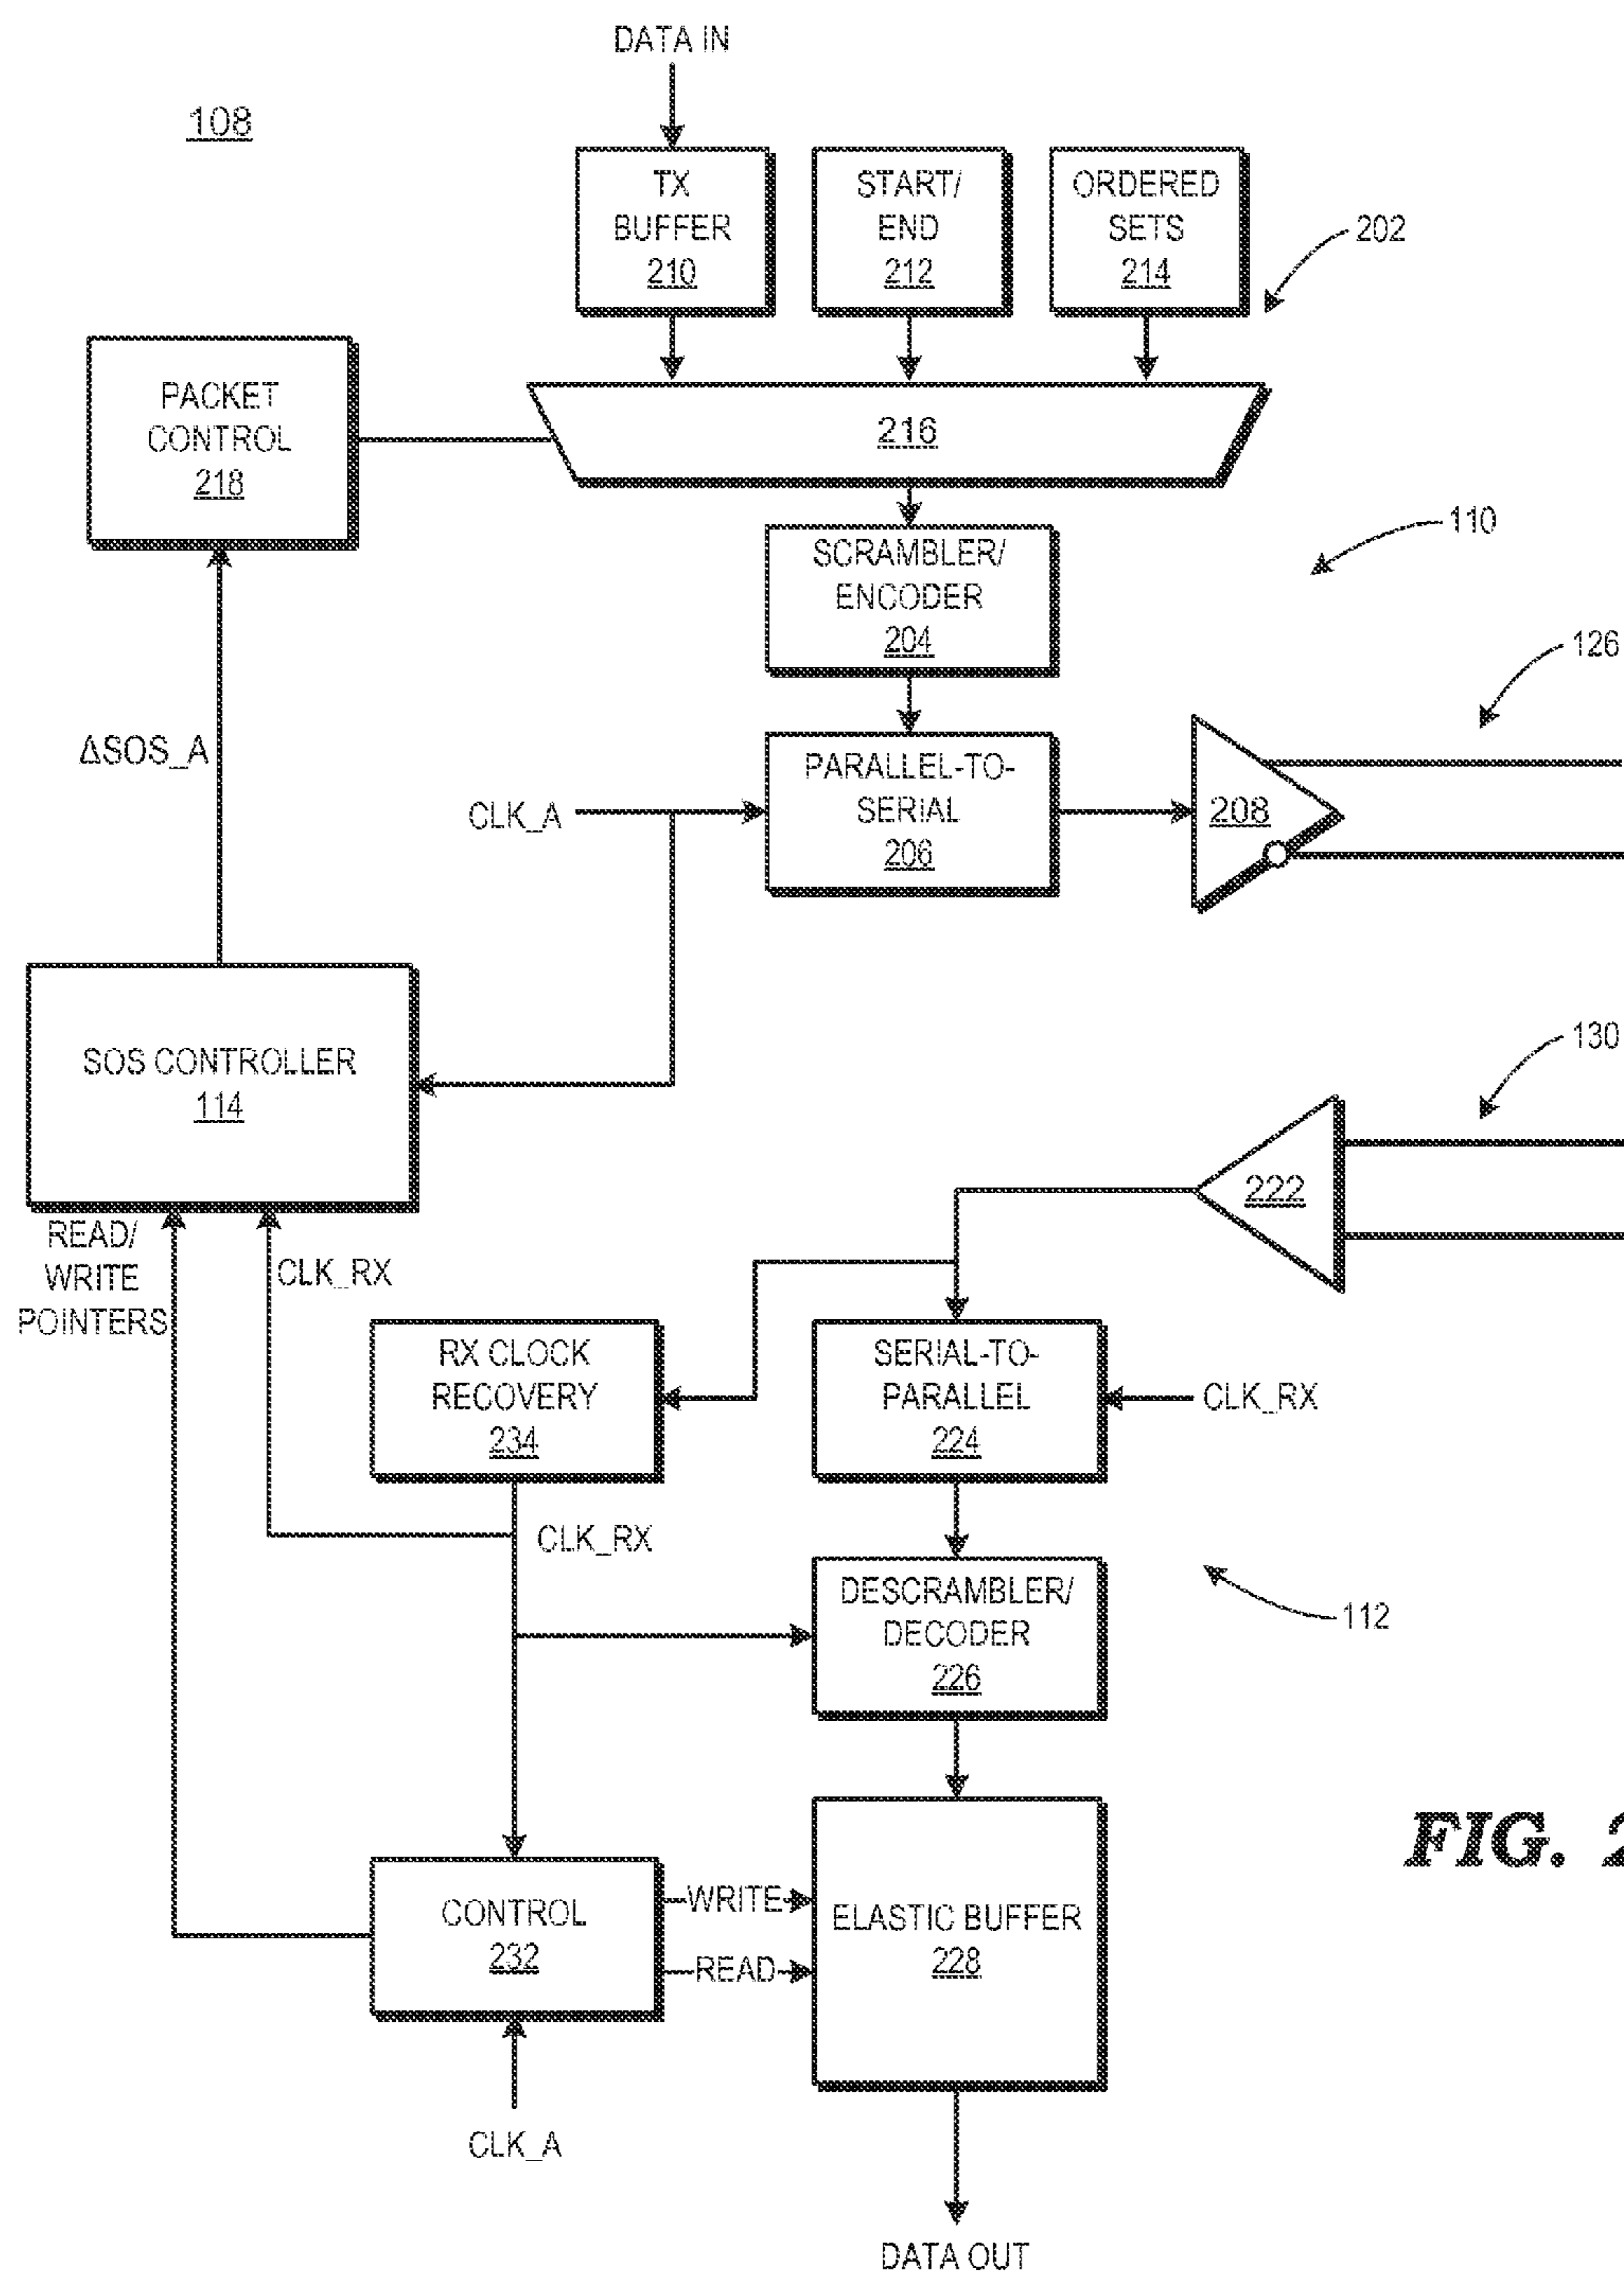 DATA IN
108
TX
BUFFER
210
START/
END
212
ORDERED
SETS
214
202
PACKET
CONTROL
218
216
110
SCRAMBLER/
ENCODER
204
126
ΔSOS_A
CLK_A
PARALLEL-TO-
SERIAL
206
208
SOS CONTROLLER
114
130
222
READ/
WRITE
POINTERS
CLK_RX
RX CLOCK
RECOVERY
234
SERIAL-TO-
PARALLEL
224
CLK_RX
CLK_RX
DESCRAMBLER/
DECODER
226
112
FIG. 2
CONTROL
232
WRITE
READ
ELASTIC BUFFER
228
CLK_A
DATA OUT